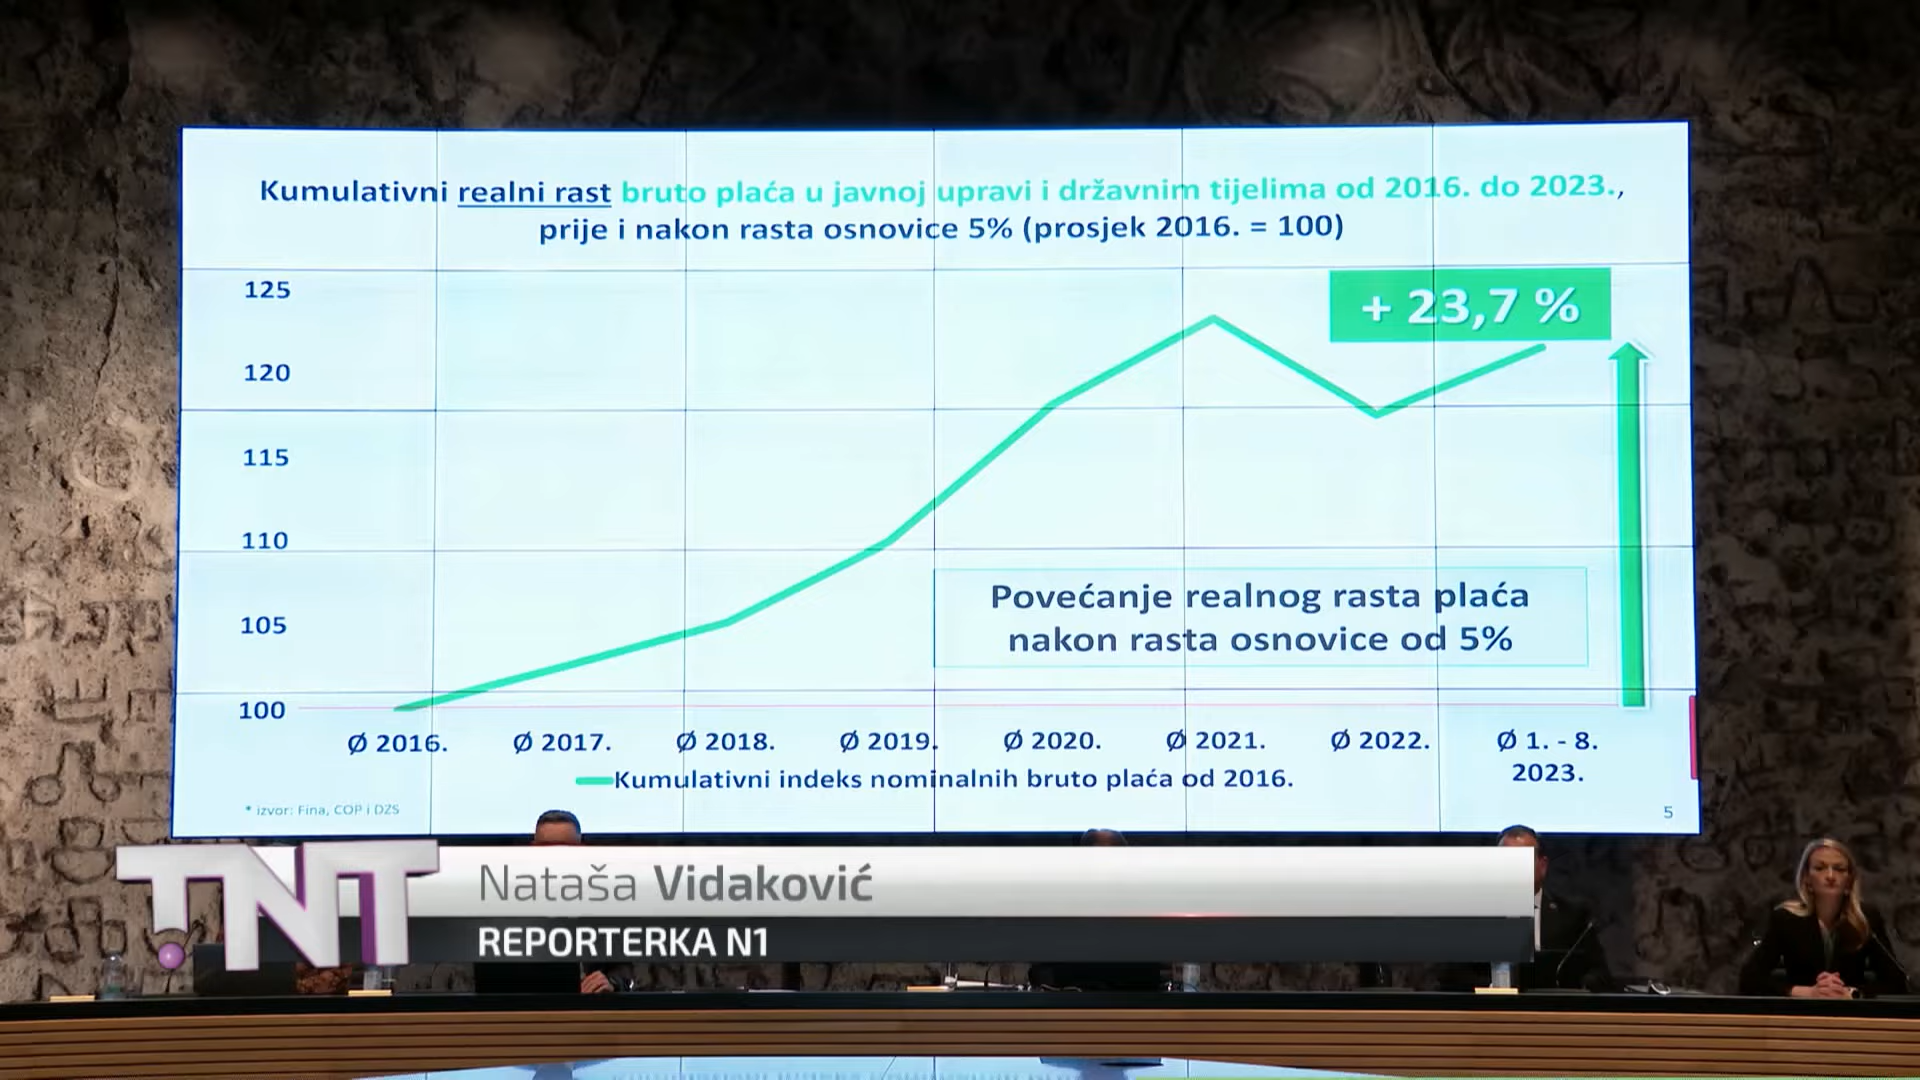 Kumulativni realni rast bruto plaća u javnoj upravi i državnim tijelima od 2016. do 2023.,
prije i nakon rasta osnovice 5% (prosjek 2016. = 100)
125
+ 23,7 %
120
115
110
Povećanje realnog rasta plaća
nakon rasta osnovice od 5%
105
100
Ø 2016. Ø 2017. Ø 2018. Ø 2019. Ø 2020. Ø 2021. Ø 2022. Ø 1. - 8.
2023.
Kumulativni indeks nominalnih bruto plaća od 2016.
* izvor: Fina, COP i DZS
5
TNT
Nataša Vidaković
REPORTERKA N1